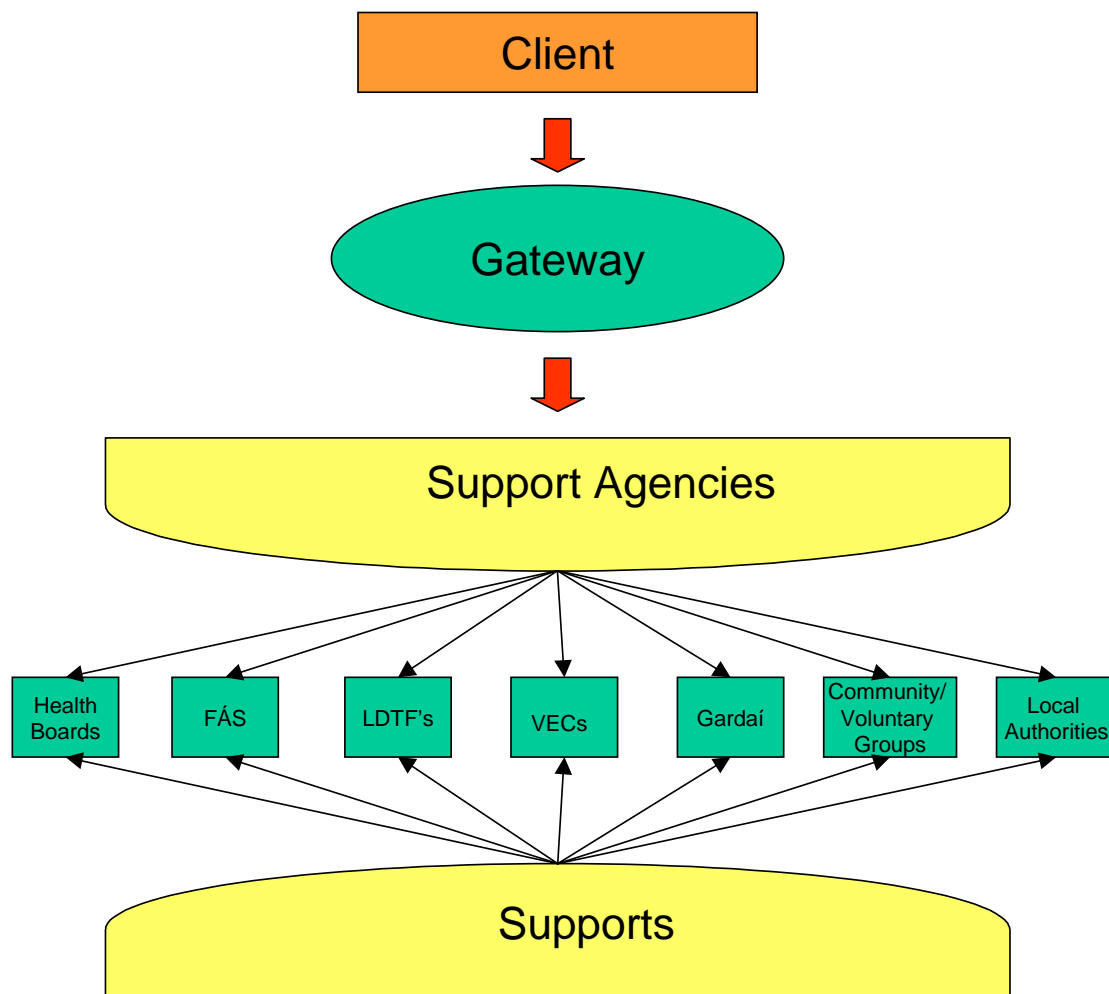 Client
Gateway
Support Agencies
Health
Boards
FÁS
LDTF's
VECs
Gardaí
Community/
Voluntary
Groups
Local
Authorities
Supports